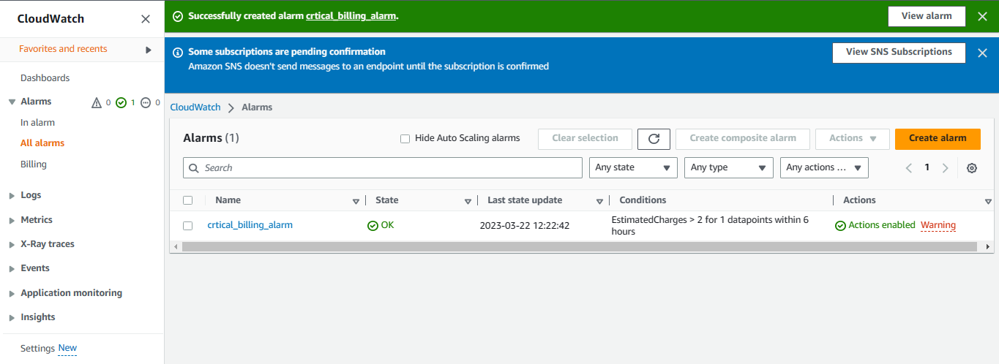 CloudWatch
Favorites and recents
Dashboards
Alarms 0 1 0
In alarm
All alarms
Billing
Logs
Metrics
X-Ray traces
Events
Application monitoring
Insights
Settings New
Successfully created alarm crtical_billing_alarm. View alarm
Some subscriptions are pending confirmation View SNS Subscriptions
Amazon SNS doesn't send messages to an endpoint until the subscription is confirmed
CloudWatch Alarms
Alarms (1) Hide Auto Scaling alarms Clear selection Create composite alarm Actions Create alarm
Search Any state Any type Any actions ... 1
Name State Last state update Conditions Actions
crtical_billing_alarm OK 2023-03-22 12:22:42 EstimatedCharges > 2 for 1 datapoints within 6 Actions enabled Warning
hours